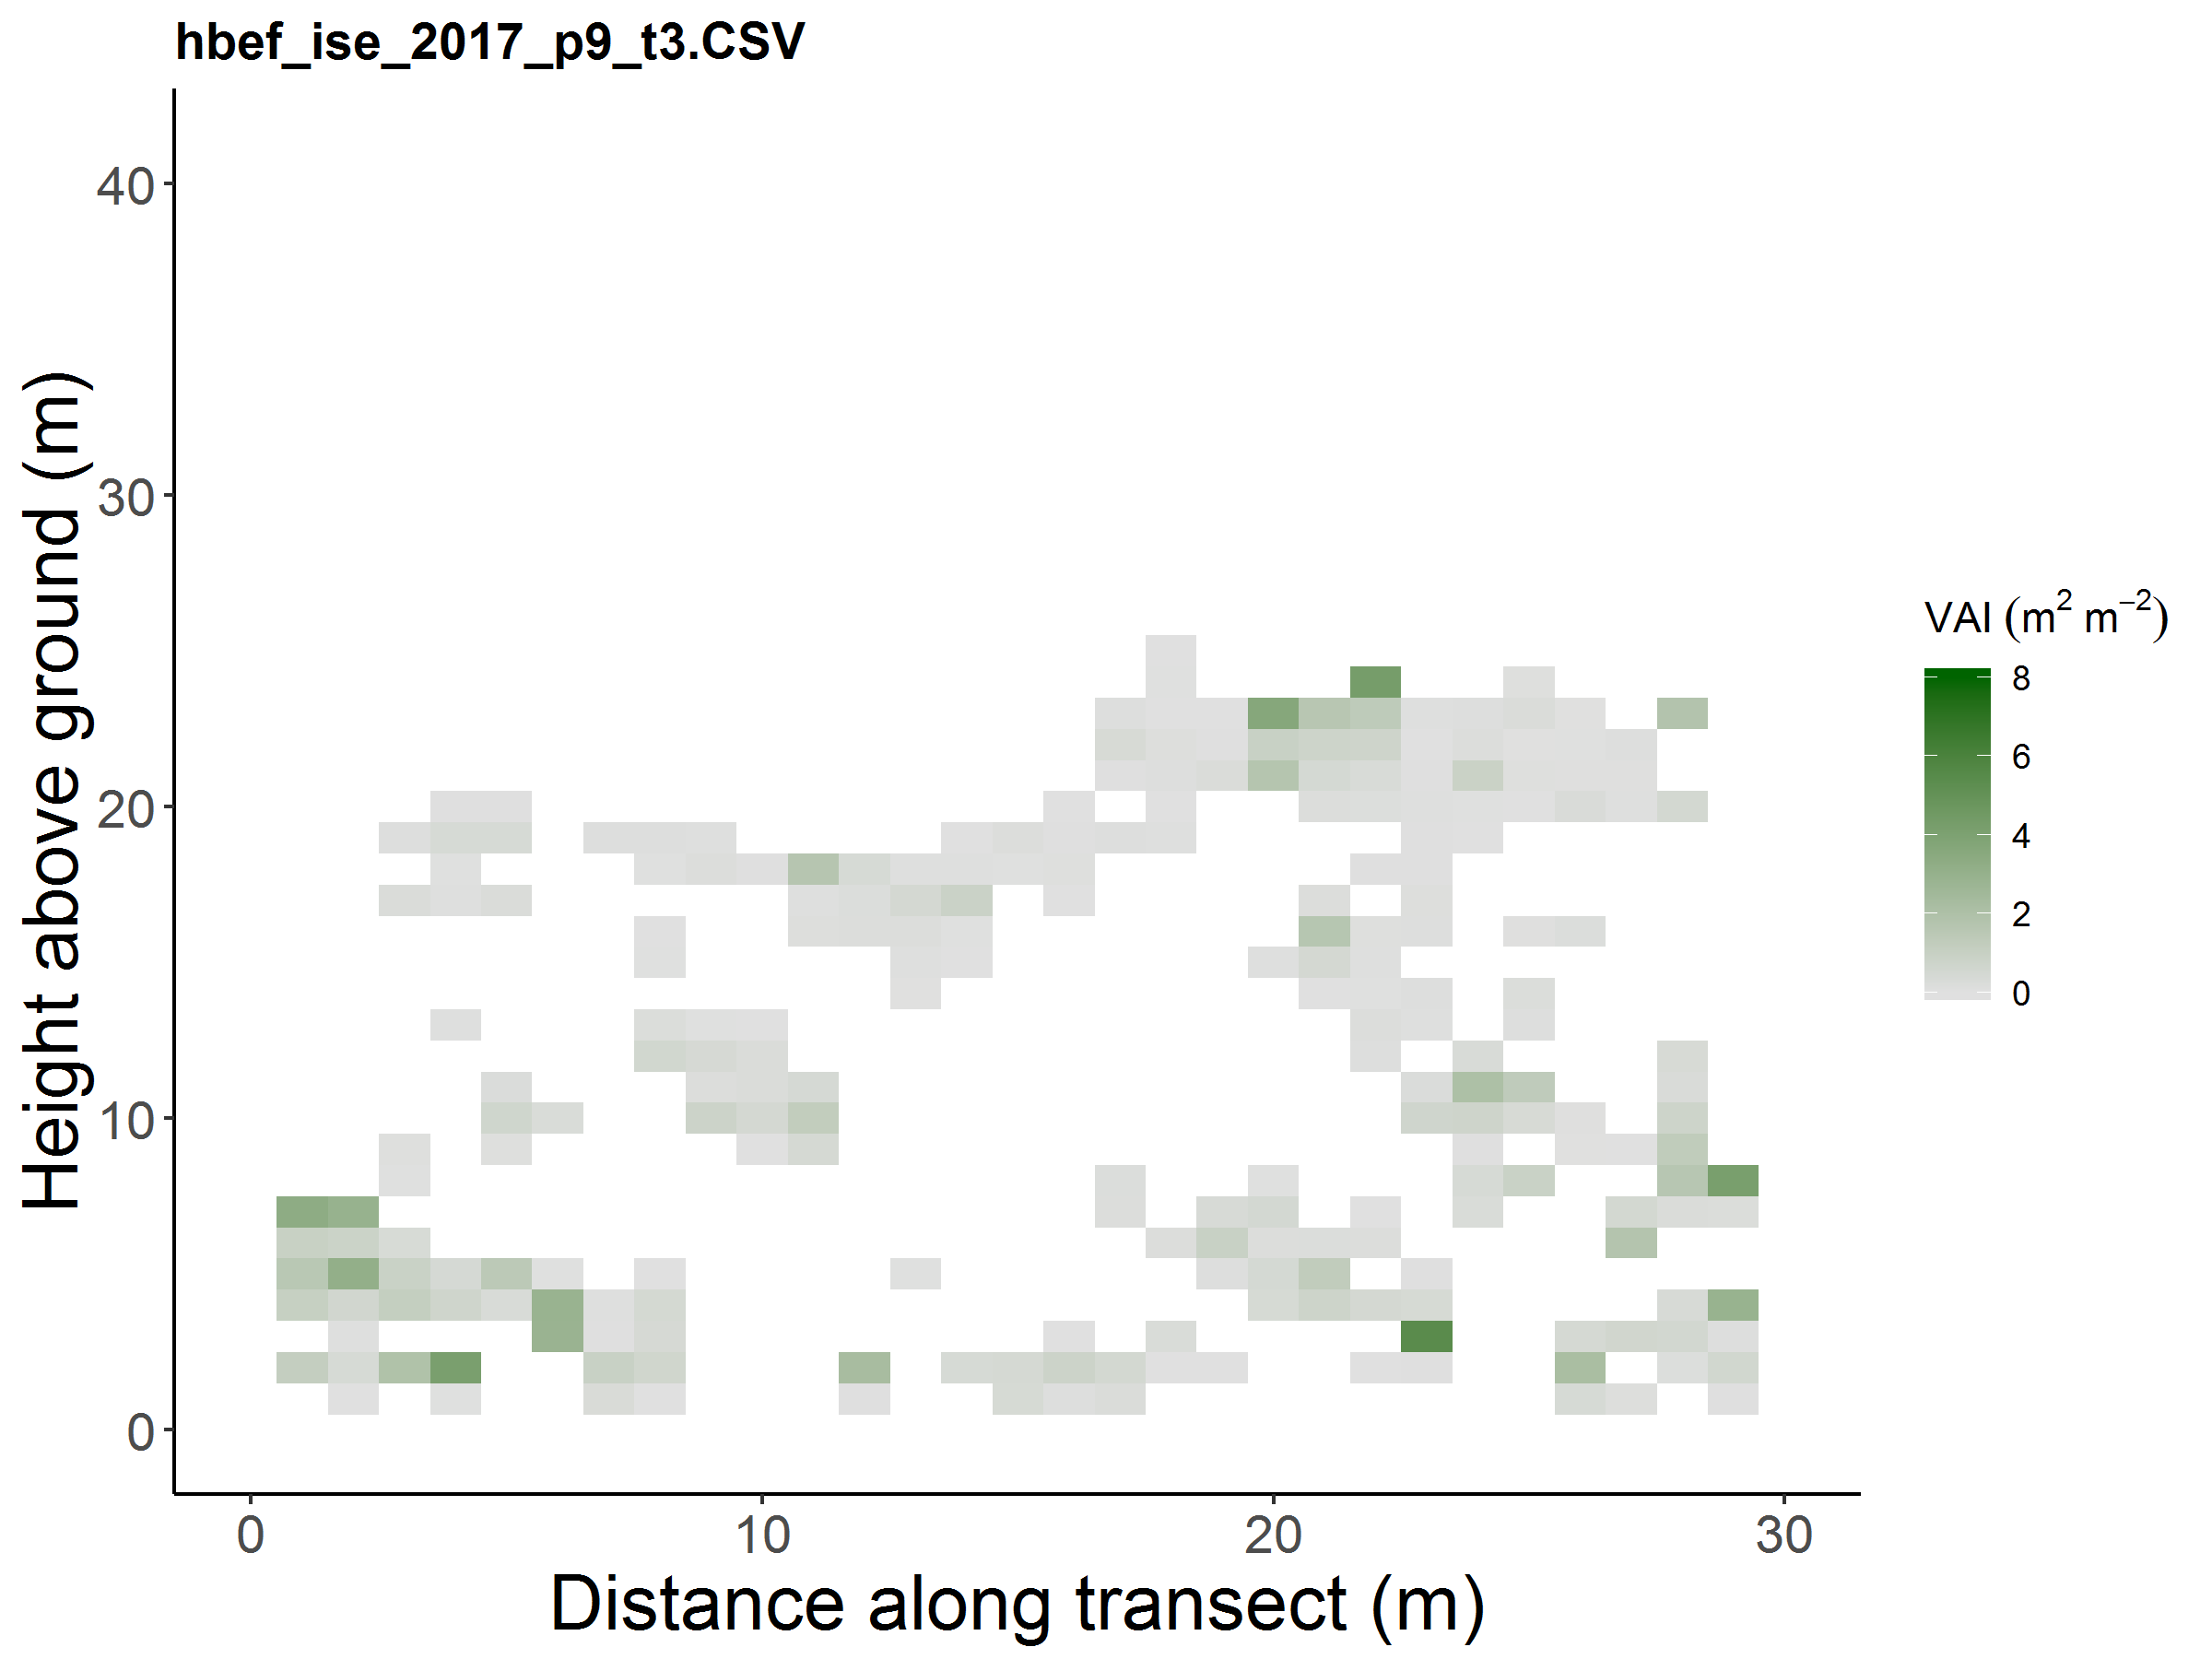 hbef_ise_2017_p9_t3.CSV
40
30
20
10
0
Height above ground (m)
0 10 20 30
Distance along transect (m)
VAI (m² m⁻²)
8
6
4
2
0